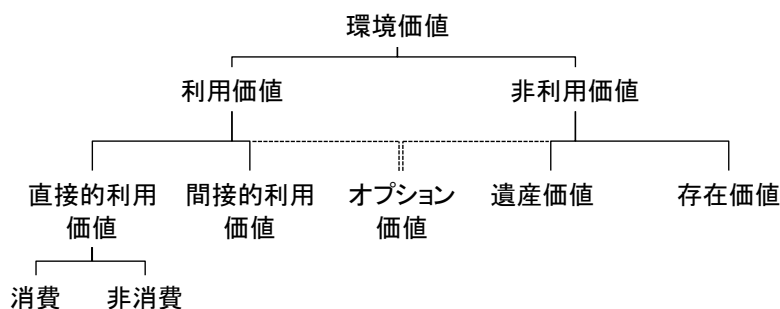 環境価値
利用価値
非利用価値
直接的利用
価値
間接的利用
価値
オプション
価値
遺産価値
存在価値
消費
非消費